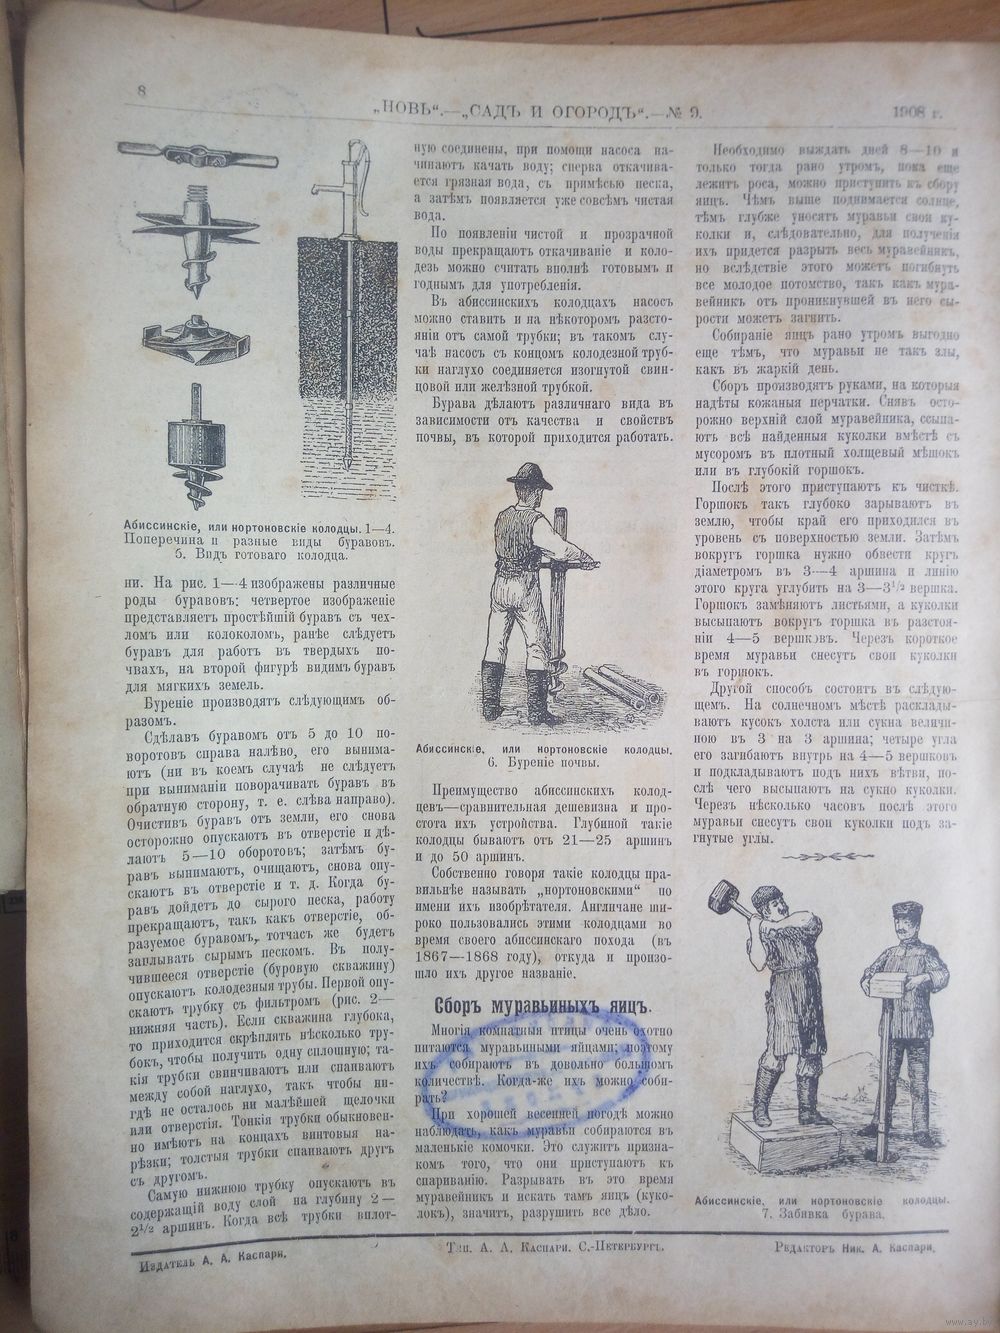 8
„НОВЬ“.—„САДЪ И ОГОРОДЪ“.—№ 9.
1908 г.
Абиссинскіе, или нортоновскіе колодцы. 1—4.
Поперечина и разные виды буравовъ.
5. Видъ готоваго колодца.
ни. На рис. 1—4 изображены различные
роды буравовъ: четвертое изображеніе
представляетъ простѣйшій буравъ съ чех-
ломъ или колоколомъ, ранѣе слѣдуетъ
буравъ для работъ въ твердыхъ по-
чвахъ, на второй фигурѣ видимъ буравъ
для мягкихъ земель.
Буреніе производятъ слѣдующимъ об-
разомъ.
Сдѣлавъ буравомъ отъ 5 до 10 по-
воротовъ справа налѣво, его вынима-
ютъ (ни въ коемъ случаѣ не слѣдуетъ
при выниманіи поворачивать буравъ въ
обратную сторону, т. е. слѣва направо).
Очистивъ буравъ отъ земли, его снова
осторожно опускаютъ въ отверстіе и дѣ-
лаютъ 5—10 оборотовъ; затѣмъ бу-
равъ вынимаютъ, очищаютъ, снова опу-
скаютъ въ отверстіе и т. д. Когда бу-
равъ дойдетъ до сырого песка, работу
прекращаютъ, такъ какъ отверстіе, об-
разуемое буравомъ, тотчасъ же будетъ
заплывать сырымъ пескомъ. Въ полу-
чившееся отверстіе (буровую скважину)
опускаютъ колодезныя трубы. Первой опу-
скаютъ трубку съ фильтромъ (рис. 2—
нижняя часть). Если скважина глубока,
то приходится скрѣплять нѣсколько тру-
бокъ, чтобы получить одну сплошную; та-
кія трубки свинчиваютъ или спаиваютъ
между собой наглухо, такъ чтобы ни-
гдѣ не осталось ни малѣйшей щелочки
или отверстія. Тонкія трубки обыкновен-
но имѣютъ на концахъ винтовыя на-
рѣзки; толстыя трубки спаиваютъ другъ
съ другомъ.
Самую нижнюю трубку опускаютъ въ
содержащій воду слой на глубину 2—
2½ аршинъ. Когда всѣ трубки вплот-
ную соединены, при помощи насоса на-
чинаютъ качать воду; сперва откачива-
ется грязная вода, съ примѣсью песка,
а затѣмъ появляется уже совсѣмъ чистая
вода.
По появленіи чистой и прозрачной
воды прекращаютъ откачиваніе и коло-
дезь можно считать вполнѣ готовымъ и
годнымъ для употребленія.
Въ абиссинскихъ колодцахъ насосъ
можно ставить и на нѣкоторомъ разсто-
яніи отъ самой трубки; въ такомъ слу-
чаѣ насосъ съ концомъ колодезной труб-
ки наглухо соединяется изогнутой свин-
цовой или желѣзной трубкой.
Бурава дѣлаютъ различнаго вида въ
зависимости отъ качества и свойствъ
почвы, въ которой приходится работать.
Абиссинскіе, или нортоновскіе колодцы.
6. Буреніе почвы.
Преимущество абиссинскихъ колод-
цевъ—сравнительная дешевизна и про-
стота ихъ устройства. Глубиной такіе
колодцы бываютъ отъ 21—25 аршинъ
и до 50 аршинъ.
Собственно говоря такіе колодцы пра-
вильнѣе называть „нортоновскими“ по
имени ихъ изобрѣтателя. Англичане ши-
роко пользовались этими колодцами во
время своего абиссинскаго похода (въ
1867—1868 году), откуда и произо-
шло ихъ другое названіе.
Сборъ муравьиныхъ яицъ.
Многія комнатныя птицы очень охотно
питаются муравьиными яйцами; поэтому
ихъ собираютъ въ довольно большомъ
количествѣ. Когда-же ихъ можно соби-
рать?
При хорошей весенней погодѣ можно
наблюдать, какъ муравьи собираются въ
маленькіе комочки. Это служитъ призна-
комъ того, что они приступаютъ къ
спариванію. Разрывать въ это время
муравейникъ и искать тамъ яицъ (куко-
локъ), значитъ, разрушить все дѣло.
Необходимо выждать дней 8—10 и
только тогда рано утромъ, пока еще
лежитъ роса, можно приступить къ сбору
яицъ. Чѣмъ выше поднимается солнце,
тѣмъ глубже уносятъ муравьи свои ку-
колки и, слѣдовательно, для полученія
ихъ придется разрыть весь муравейникъ,
но вслѣдствіе этого можетъ погибнуть
все молодое потомство, такъ какъ мура-
вейникъ отъ проникнувшей въ него сы-
рости можетъ загнить.
Собираніе яицъ рано утромъ выгодно
еще тѣмъ, что муравьи не такъ злы,
какъ въ жаркій день.
Сборъ производятъ руками, на которыя
надѣты кожаныя перчатки. Снявъ осто-
рожно верхній слой муравейника, ссыпа-
ютъ всѣ найденныя куколки вмѣстѣ съ
мусоромъ въ плотный холщевый мѣшокъ
или въ глубокій горшокъ.
Послѣ этого приступаютъ къ чисткѣ.
Горшокъ такъ глубоко зарываютъ въ
землю, чтобы край его приходился въ
уровень съ поверхностью земли. Затѣмъ
вокругъ горшка нужно обвести кругъ
діаметромъ въ 3—4 аршина и линію
этого круга углубить на 3—3½ вершка.
Горшокъ замѣняютъ листьями, а куколки
высыпаютъ вокругъ горшка въ разстоя-
ніи 4—5 вершковъ. Черезъ короткое
время муравьи снесутъ свои куколки
въ горшокъ.
Другой способъ состоитъ въ слѣдую-
щемъ. На солнечномъ мѣстѣ расклады-
ваютъ кусокъ холста или сукна величи-
ною въ 3 на 3 аршина; четыре угла
его загибаютъ внутрь на 4—5 вершковъ
и подкладываютъ подъ нихъ вѣтви, по-
слѣ чего высыпаютъ на сукно куколки.
Черезъ нѣсколько часовъ послѣ этого
муравьи снесутъ свои куколки подъ за-
гнутые углы.
Абиссинскіе, или нортоновскіе колодцы.
7. Забивка бурава.
Издатель А. А. Каспари.
Тип. А. А. Каспари. С.-Петербургъ.
Редакторъ Ник. А. Каспари.
www.ay.by